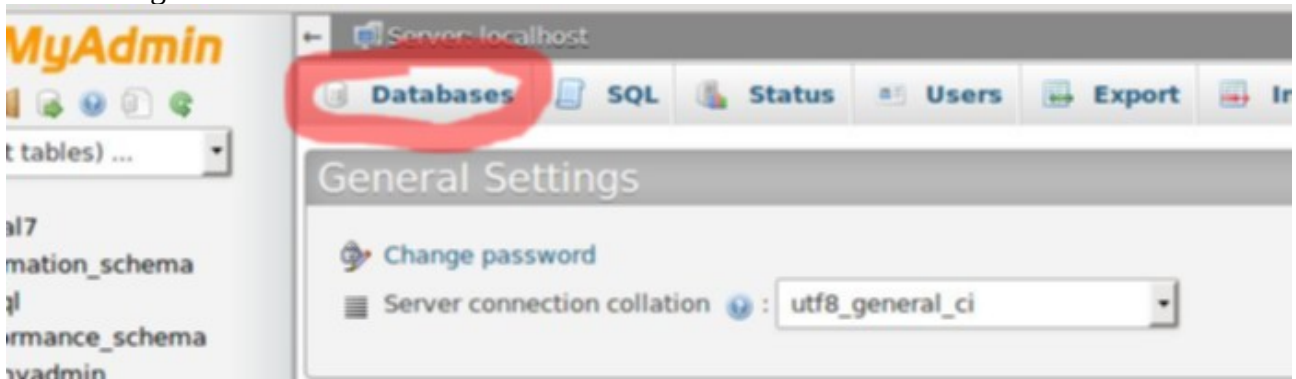 MyAdmin
Server: localhost
Databases SQL Status Users Export
t tables) ...
General Settings
al7
Change password
mation_schema
Server connection collation : utf8_general_ci
rmance_schema